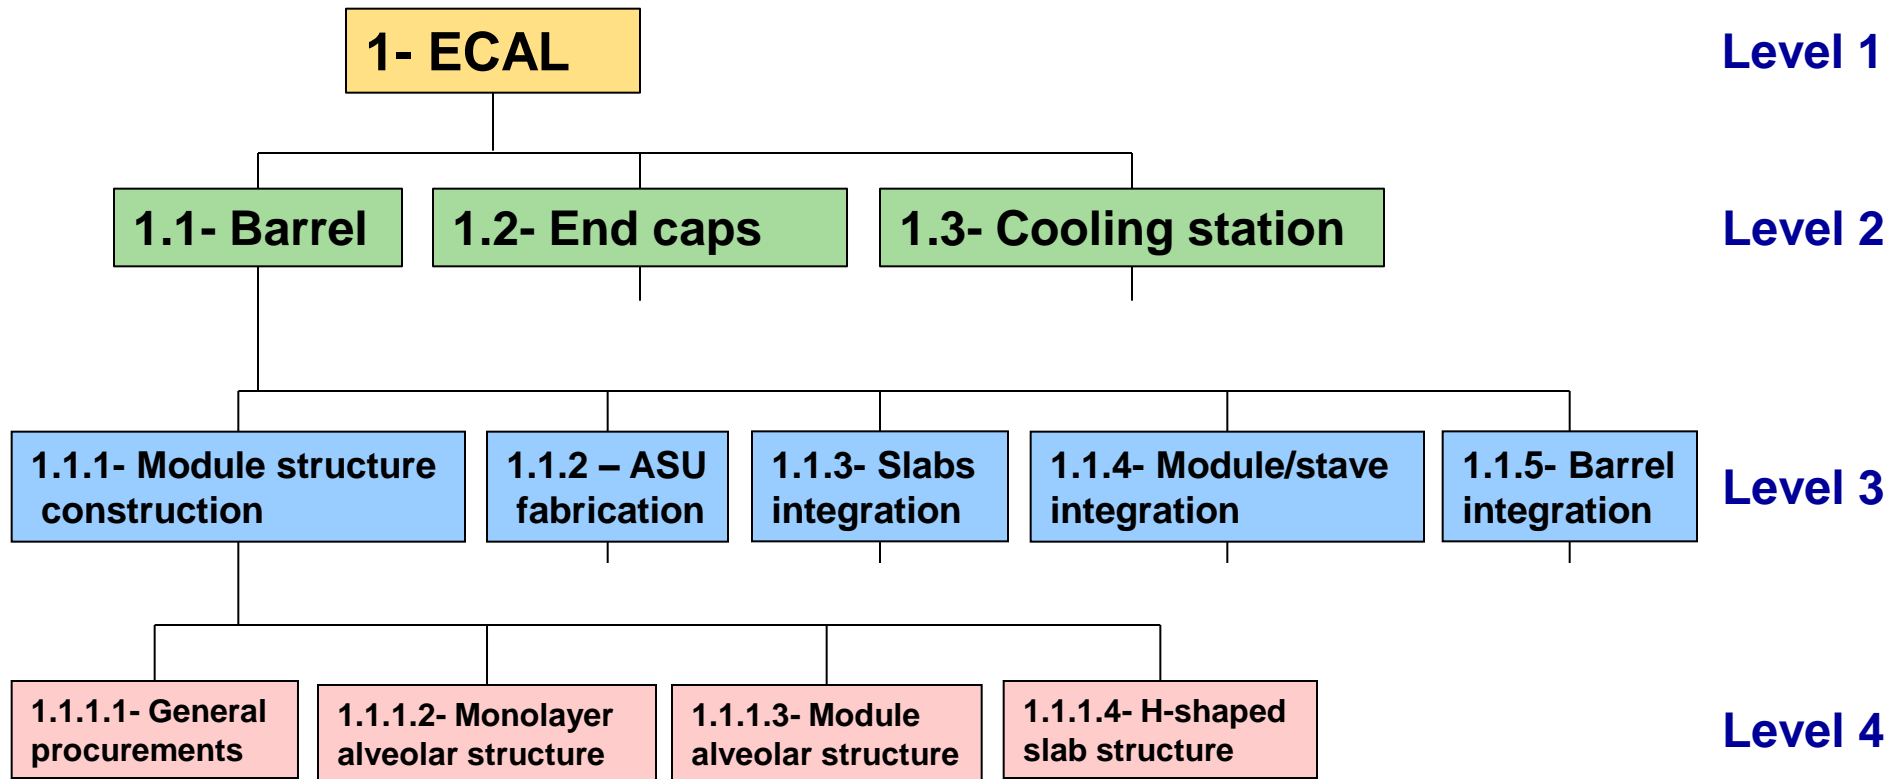 1- ECAL
Level 1
1.1- Barrel
1.2- End caps
1.3- Cooling station
Level 2
1.1.1- Module structure
construction
1.1.2 – ASU
fabrication
1.1.3- Slabs
integration
1.1.4- Module/stave
integration
1.1.5- Barrel
integration
Level 3
1.1.1.1- General
procurements
1.1.1.2- Monolayer
alveolar structure
1.1.1.3- Module
alveolar structure
1.1.1.4- H-shaped
slab structure
Level 4